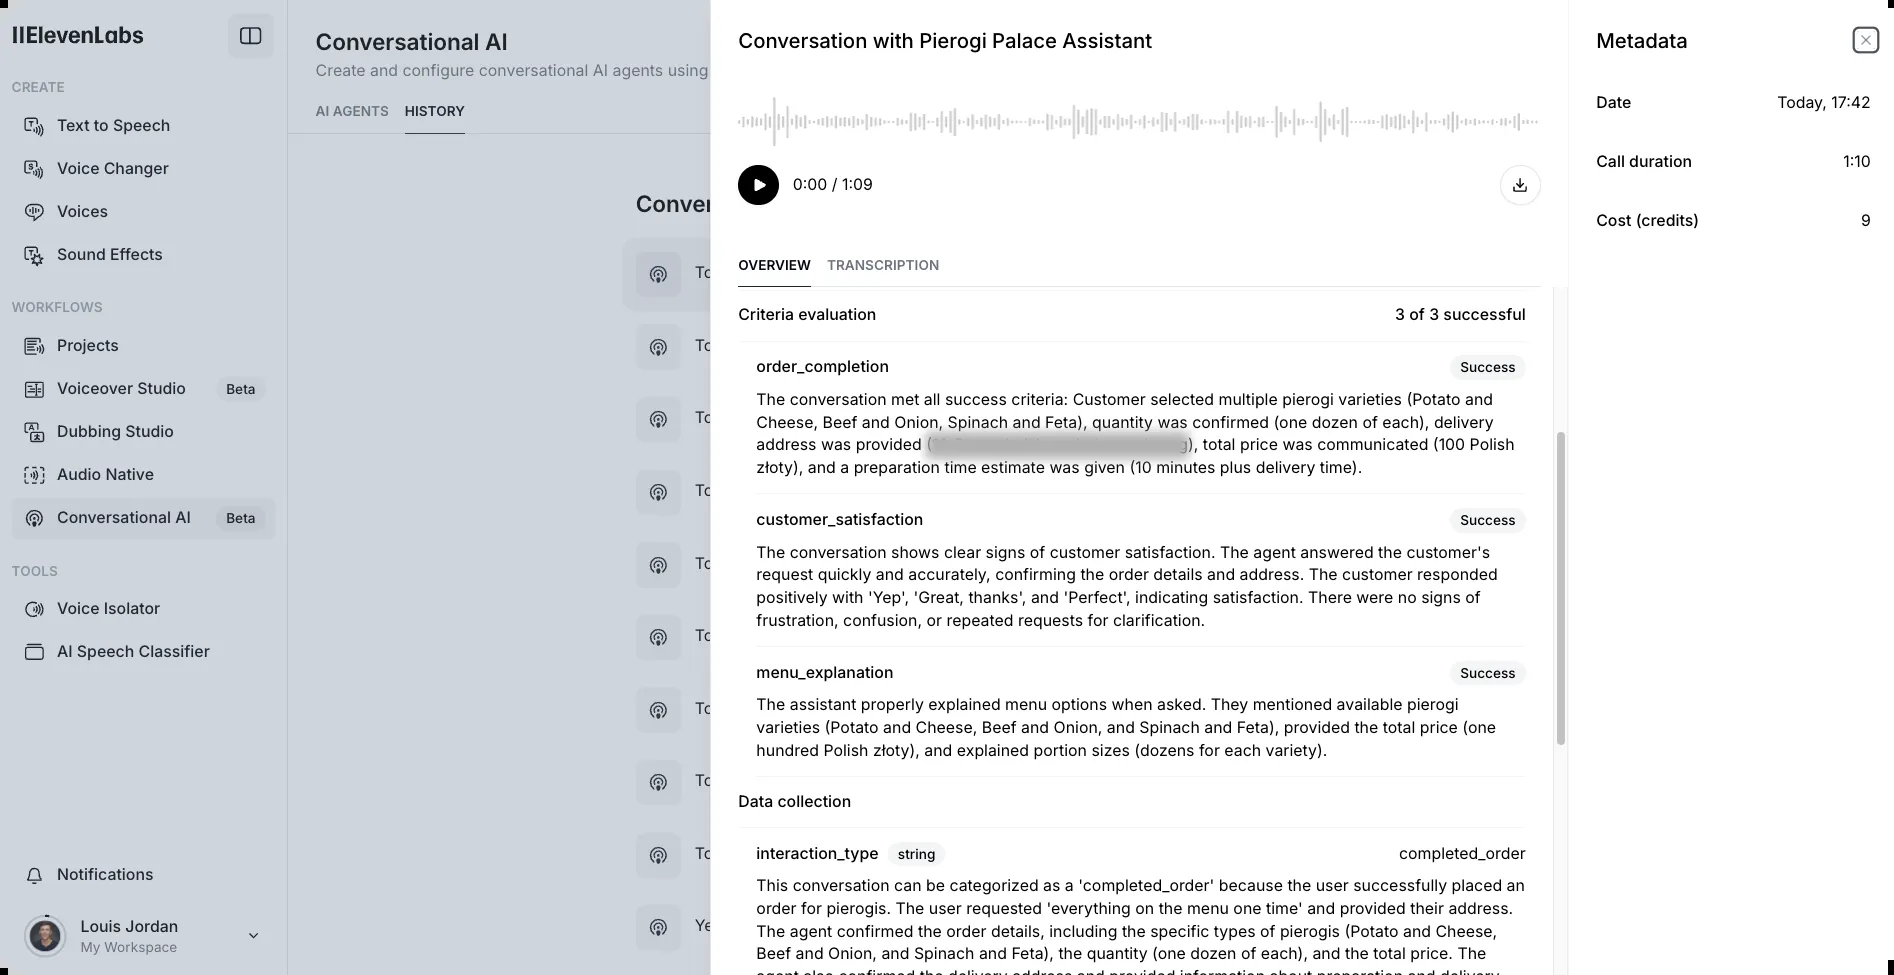 IIElevenLabs
CREATE
Text to Speech
Voice Changer
Voices
Sound Effects
WORKFLOWS
Projects
Voiceover Studio Beta
Dubbing Studio
Audio Native
Conversational AI Beta
TOOLS
Voice Isolator
AI Speech Classifier
Notifications
Louis Jordan
My Workspace
Conversational AI
Create and configure conversational AI agents using
AI AGENTS HISTORY
Conver
To
To
To
To
To
To
To
To
To
Ye
Conversation with Pierogi Palace Assistant
0:00 / 1:09
OVERVIEW TRANSCRIPTION
Criteria evaluation 3 of 3 successful
order_completion Success
The conversation met all success criteria: Customer selected multiple pierogi varieties (Potato and
Cheese, Beef and Onion, Spinach and Feta), quantity was confirmed (one dozen of each), delivery
address was provided ( ), total price was communicated (100 Polish
złoty), and a preparation time estimate was given (10 minutes plus delivery time).
customer_satisfaction Success
The conversation shows clear signs of customer satisfaction. The agent answered the customer's
request quickly and accurately, confirming the order details and address. The customer responded
positively with 'Yep', 'Great, thanks', and 'Perfect', indicating satisfaction. There were no signs of
frustration, confusion, or repeated requests for clarification.
menu_explanation Success
The assistant properly explained menu options when asked. They mentioned available pierogi
varieties (Potato and Cheese, Beef and Onion, and Spinach and Feta), provided the total price (one
hundred Polish złoty), and explained portion sizes (dozens for each variety).
Data collection
interaction_type string completed_order
This conversation can be categorized as a 'completed_order' because the user successfully placed an
order for pierogis. The user requested 'everything on the menu one time' and provided their address.
The agent confirmed the order details, including the specific types of pierogis (Potato and Cheese,
Beef and Onion, and Spinach and Feta), the quantity (one dozen of each), and the total price. The
agent also confirmed the delivery address and provided information about preparation and delivery
Metadata
Date Today, 17:42
Call duration 1:10
Cost (credits) 9